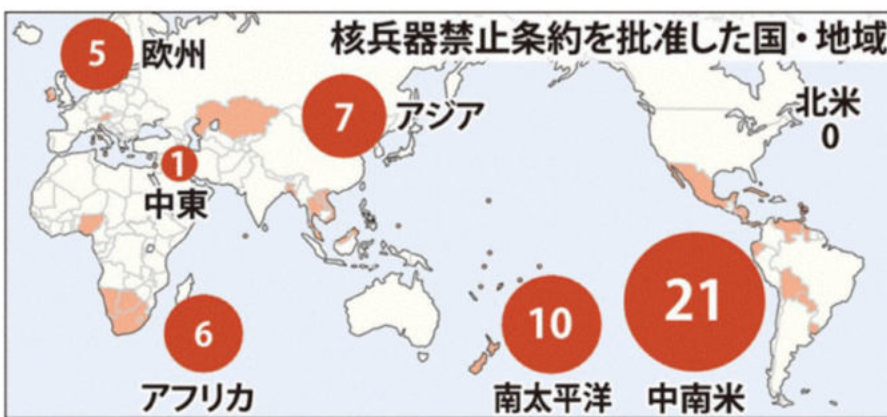 核兵器禁止条約を批准した国・地域
5 欧州
7 アジア
北米
0
1
中東
6
アフリカ
10
南太平洋
21
中南米